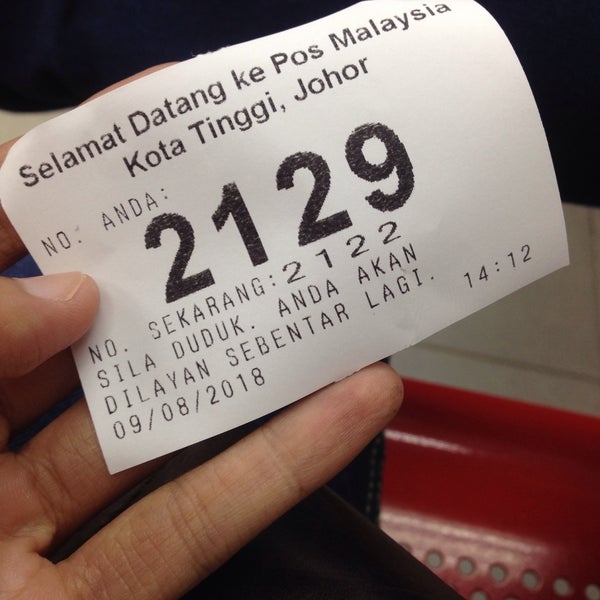 Selamat Datang ke Pos Malaysia
Kota Tinggi, Johor
NO. ANDA:
2129
NO. SEKARANG:2122
SILA DUDUK. ANDA AKAN
DILAYAN SEBENTAR LAGI.
09/08/2018 14:12